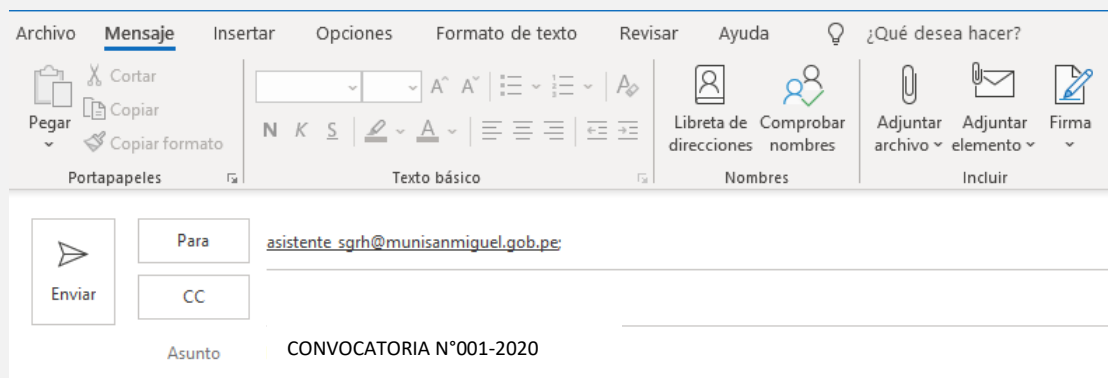 Archivo Mensaje Insertar Opciones Formato de texto Revisar Ayuda ¿Qué desea hacer?
Pegar
Cortar
Copiar
Copiar formato
Portapapeles
N K S A
Texto básico
Libreta de direcciones
Comprobar nombres
Nombres
Adjuntar archivo
Adjuntar elemento
Firma
Incluir
Enviar
Para asistente_sgrh@munisanmiguel.gob.pe;
CC
Asunto CONVOCATORIA N°001-2020